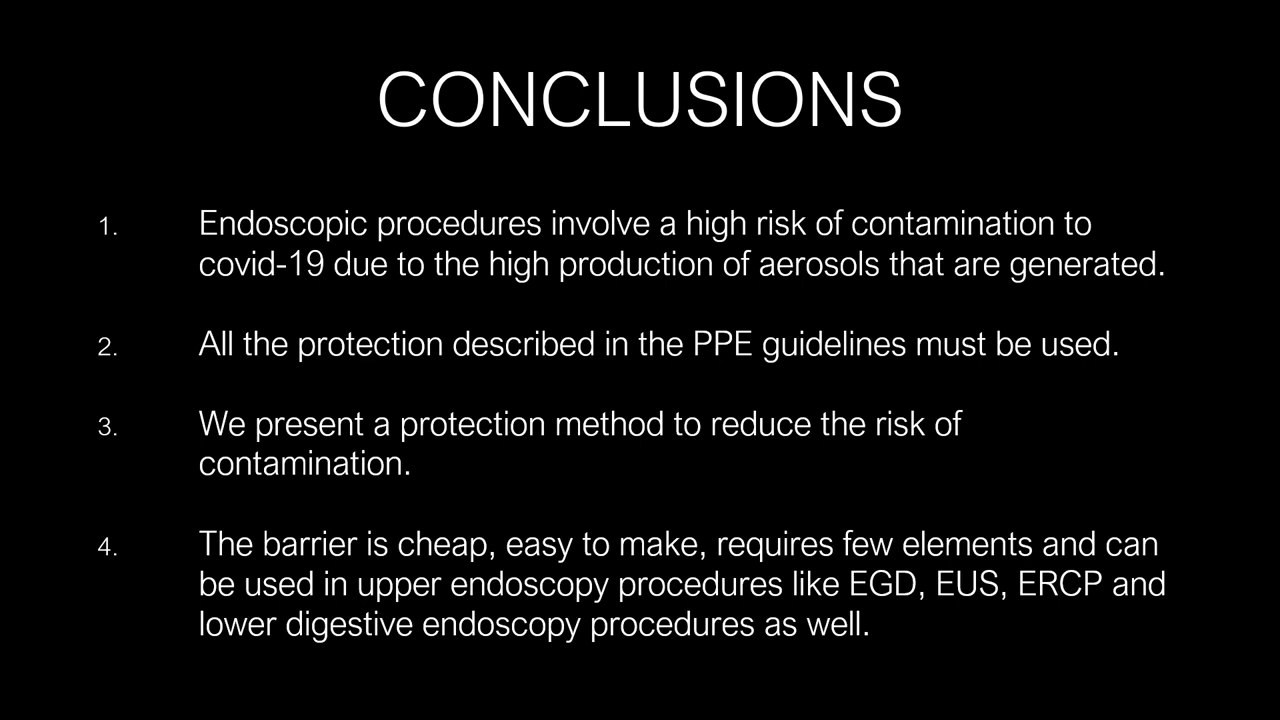 CONCLUSIONS
1. Endoscopic procedures involve a high risk of contamination to
covid-19 due to the high production of aerosols that are generated.
2. All the protection described in the PPE guidelines must be used.
3. We present a protection method to reduce the risk of
contamination.
4. The barrier is cheap, easy to make, requires few elements and can
be used in upper endoscopy procedures like EGD, EUS, ERCP and
lower digestive endoscopy procedures as well.